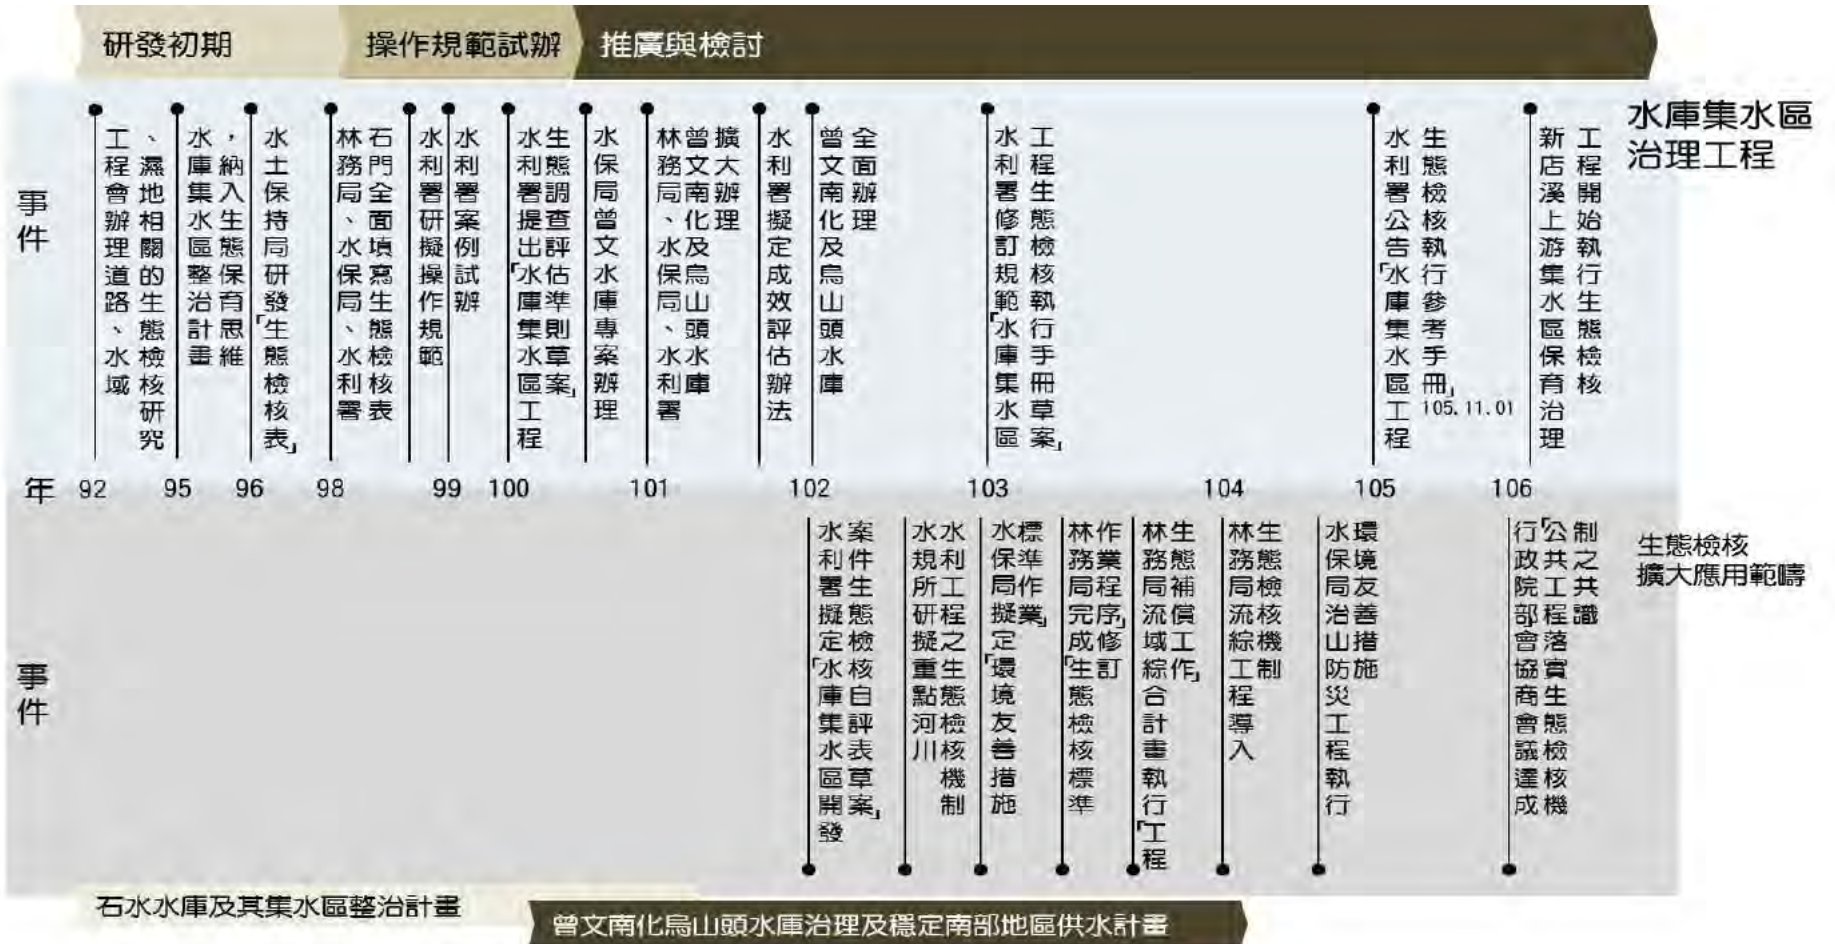 研發初期
操作規範試辦
推廣與檢討
水庫集水區
治理工程
事件
工程會辦理道路、水域
、濕地相關的生態檢核研究
水庫集水區整治計畫
，納入生態保育思維
水土保持局研發「生態檢核表」
林務局、水保局、水利署
石門全面填寫生態檢核表
水利署研擬操作規範
水利署案例試辦
水利署提出「水庫集水區工程
生態調查評估準則草案」
水保局曾文水庫專案辦理
林務局、水保局、水利署
曾文南化及烏山頭水庫
擴大辦理
水利署擬定成效評估辦法
曾文南化及烏山頭水庫
全面辦理
水利署修訂規範「水庫集水區
工程生態檢核執行手冊草案」
水利署公告「水庫集水區工程
生態檢核執行參考手冊」
105.11.01
新店溪上游集水區保育治理
工程開始執行生態檢核
年 92 95 96 98 99 100 101 102 103 104 105 106
事件
水利署擬定「水庫集水區開發
案件生態檢核自評表草案」
水規所研擬重點河川
水利工程之生態檢核機制
水保局擬定「環境友善措施
標準作業」
林務局完成「生態檢核標準
作業程序」修訂
林務局流域綜合計畫執行「工程
生態補償工作」
林務局流綜工程導入
生態檢核機制
水保局治山防災工程執行
環境友善措施
行政院部會協商會議達成
「公共工程落實生態檢核機
制之共識
生態檢核
擴大應用範疇
石水水庫及其集水區整治計畫
曾文南化烏山頭水庫治理及穩定南部地區供水計畫